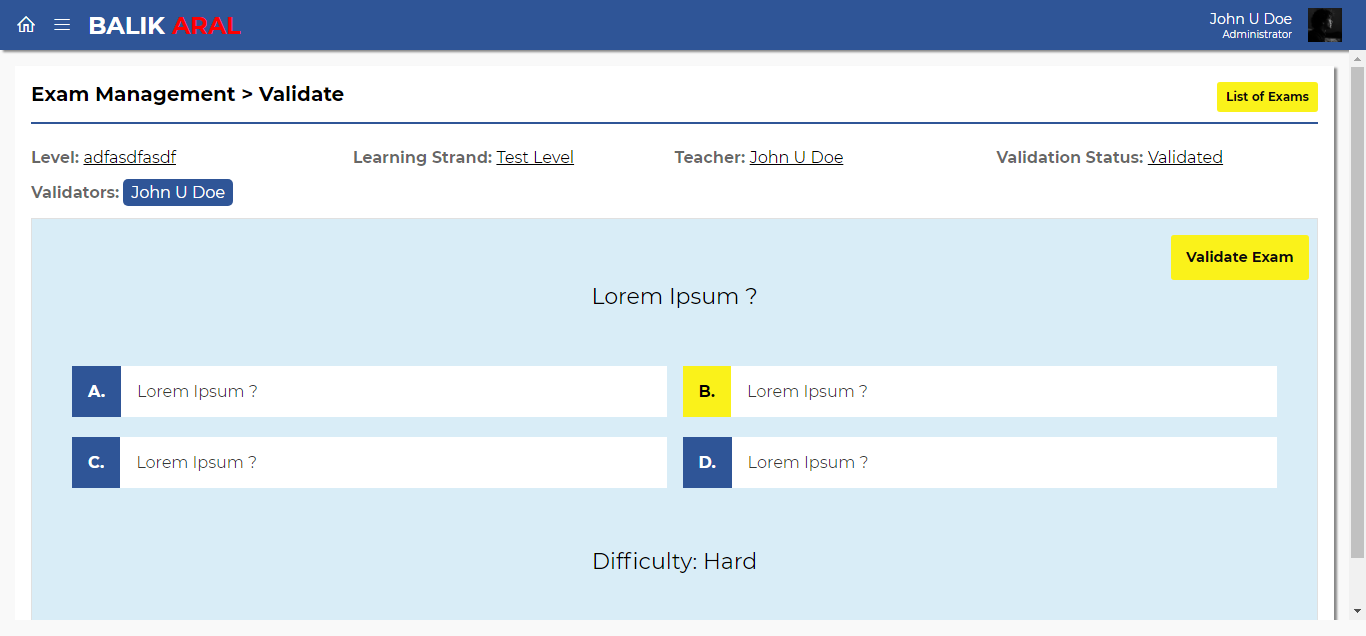 BALIK ARAL
John U Doe
Administrator
Exam Management > Validate
List of Exams
Level: adfasdfasdf
Learning Strand: Test Level
Teacher: John U Doe
Validation Status: Validated
Validators: John U Doe
Validate Exam
Lorem Ipsum ?
A. Lorem Ipsum ?
B. Lorem Ipsum ?
C. Lorem Ipsum ?
D. Lorem Ipsum ?
Difficulty: Hard